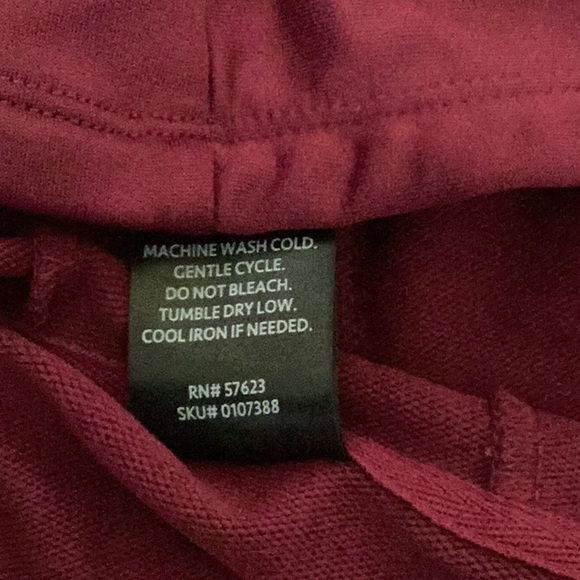 MACHINE WASH COLD.
GENTLE CYCLE.
DO NOT BLEACH.
TUMBLE DRY LOW.
COOL IRON IF NEEDED.
RN# 57623
SKU# 0107388